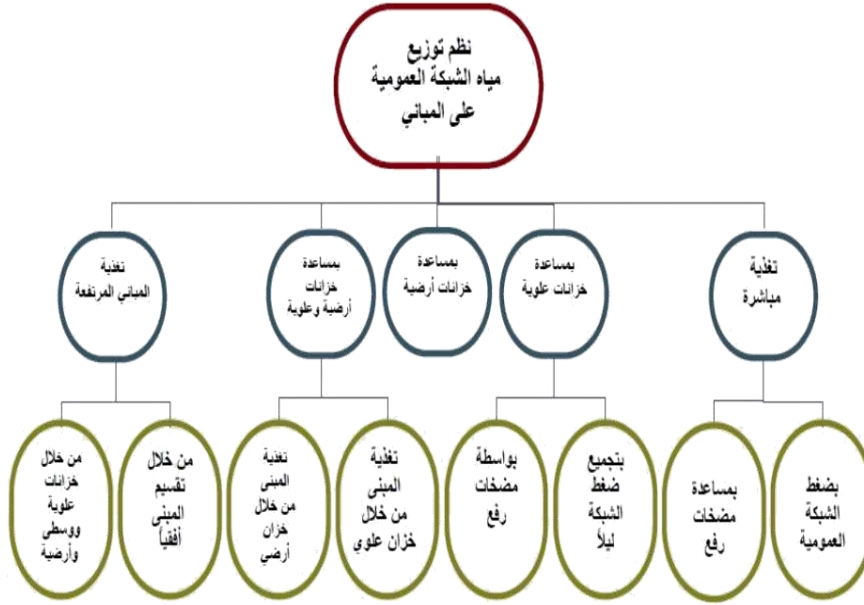 نظم توزيع
مياه الشبكة العمومية
على المباني
تغذية
مباشرة
بمساعدة
خزانات علوية
بمساعدة
خزانات أرضية
بمساعدة
خزانات
أرضية وعلوية
تغذية
المباني المرتفعة
بضغط
الشبكة
العمومية
بمساعدة
مضخات
رفع
بتجميع
ضغط
الشبكة
ليلاً
بواسطة
مضخات
رفع
تغذية
المبنى
من خلال
خزان علوي
تغذية
المبنى
من خلال
خزان
أرضي
من خلال
تقسيم
المبنى
أفقياً
من خلال
خزانات
علوية
ووسطى
وأرضية